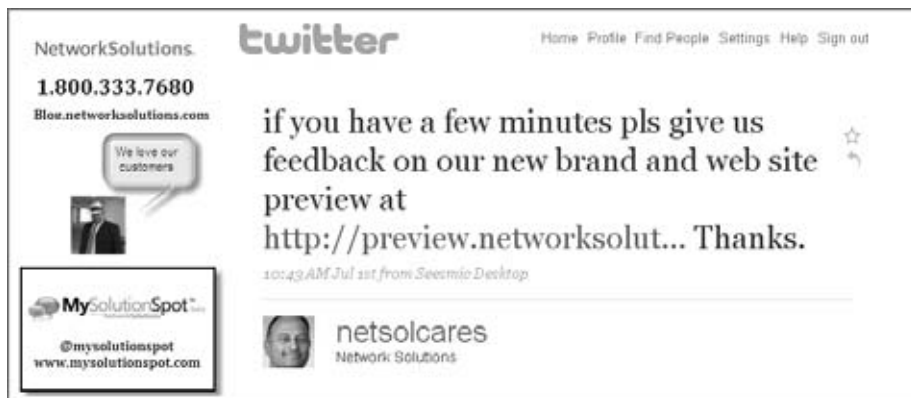 NetworkSolutions.
1.800.333.7680
Blog.networksolutions.com
We love our
customers
MySolutionSpot
@mysolutionspot
www.mysolutionspot.com
twitter
Home Profile Find People Settings Help Sign out
if you have a few minutes pls give us
feedback on our new brand and web site
preview at
http://preview.networksolut... Thanks.
10:43 AM Jul 1st from Seesmic Desktop
netsolcares
Network Solutions